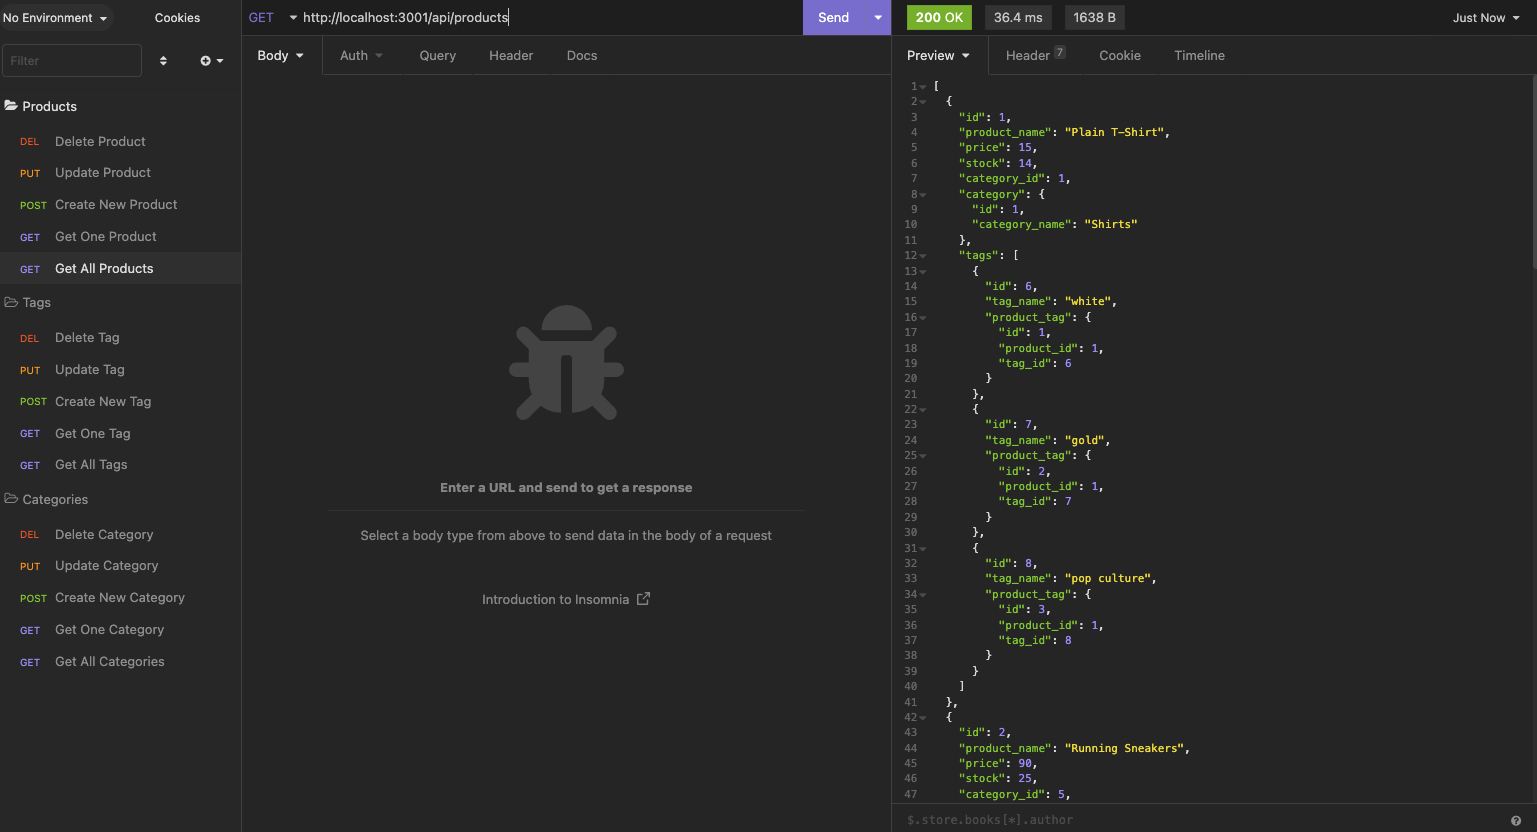 No Environment
Cookies
Filter
Products
DEL Delete Product
PUT Update Product
POST Create New Product
GET Get One Product
GET Get All Products
Tags
DEL Delete Tag
PUT Update Tag
POST Create New Tag
GET Get One Tag
GET Get All Tags
Categories
DEL Delete Category
PUT Update Category
POST Create New Category
GET Get One Category
GET Get All Categories
GET http://localhost:3001/api/products Send
Body Auth Query Header Docs
Enter a URL and send to get a response
Select a body type from above to send data in the body of a request
Introduction to Insomnia
200 OK 36.4 ms 1638 B Just Now
Preview Header 7 Cookie Timeline
1 [
2 {
3 "id": 1,
4 "product_name": "Plain T-Shirt",
5 "price": 15,
6 "stock": 14,
7 "category_id": 1,
8 "category": {
9 "id": 1,
10 "category_name": "Shirts"
11 },
12 "tags": [
13 {
14 "id": 6,
15 "tag_name": "white",
16 "product_tag": {
17 "id": 1,
18 "product_id": 1,
19 "tag_id": 6
20 }
21 },
22 {
23 "id": 7,
24 "tag_name": "gold",
25 "product_tag": {
26 "id": 2,
27 "product_id": 1,
28 "tag_id": 7
29 }
30 },
31 {
32 "id": 8,
33 "tag_name": "pop culture",
34 "product_tag": {
35 "id": 3,
36 "product_id": 1,
37 "tag_id": 8
38 }
39 }
40 ]
41 },
42 {
43 "id": 2,
44 "product_name": "Running Sneakers",
45 "price": 90,
46 "stock": 25,
47 "category_id": 5,
$.store.books[*].author